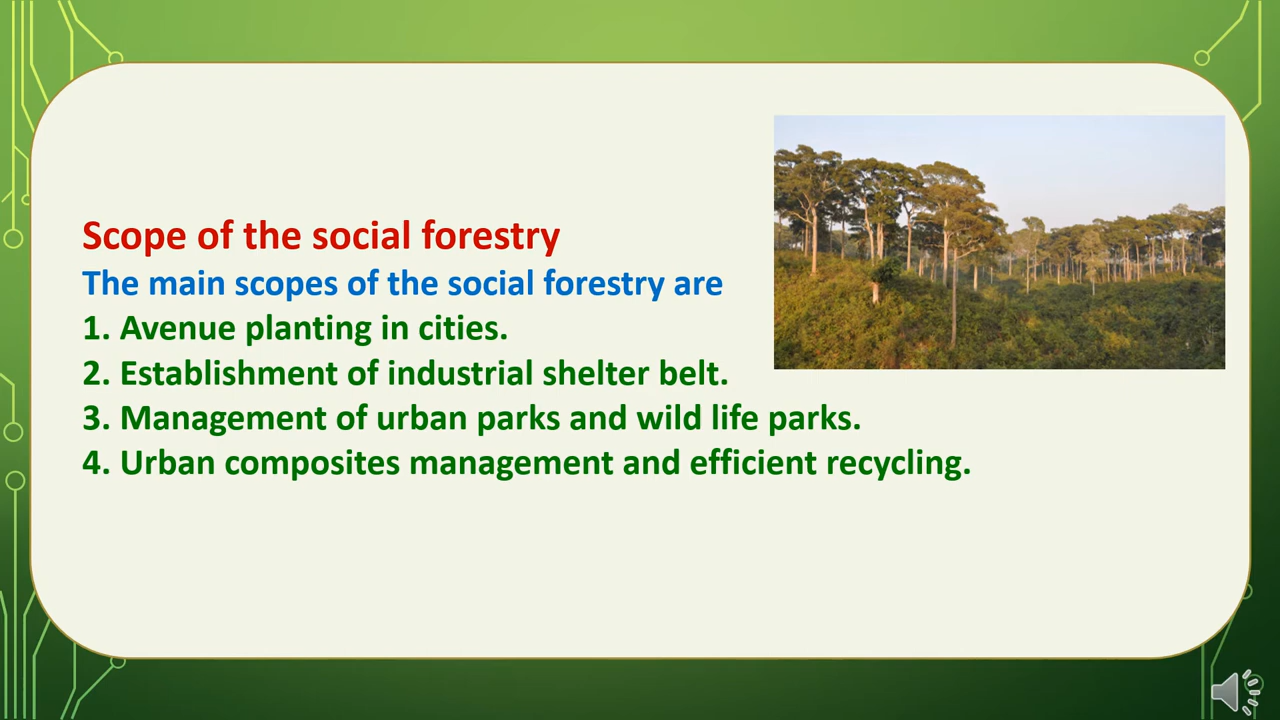 Scope of the social forestry
The main scopes of the social forestry are
1. Avenue planting in cities.
2. Establishment of industrial shelter belt.
3. Management of urban parks and wild life parks.
4. Urban composites management and efficient recycling.